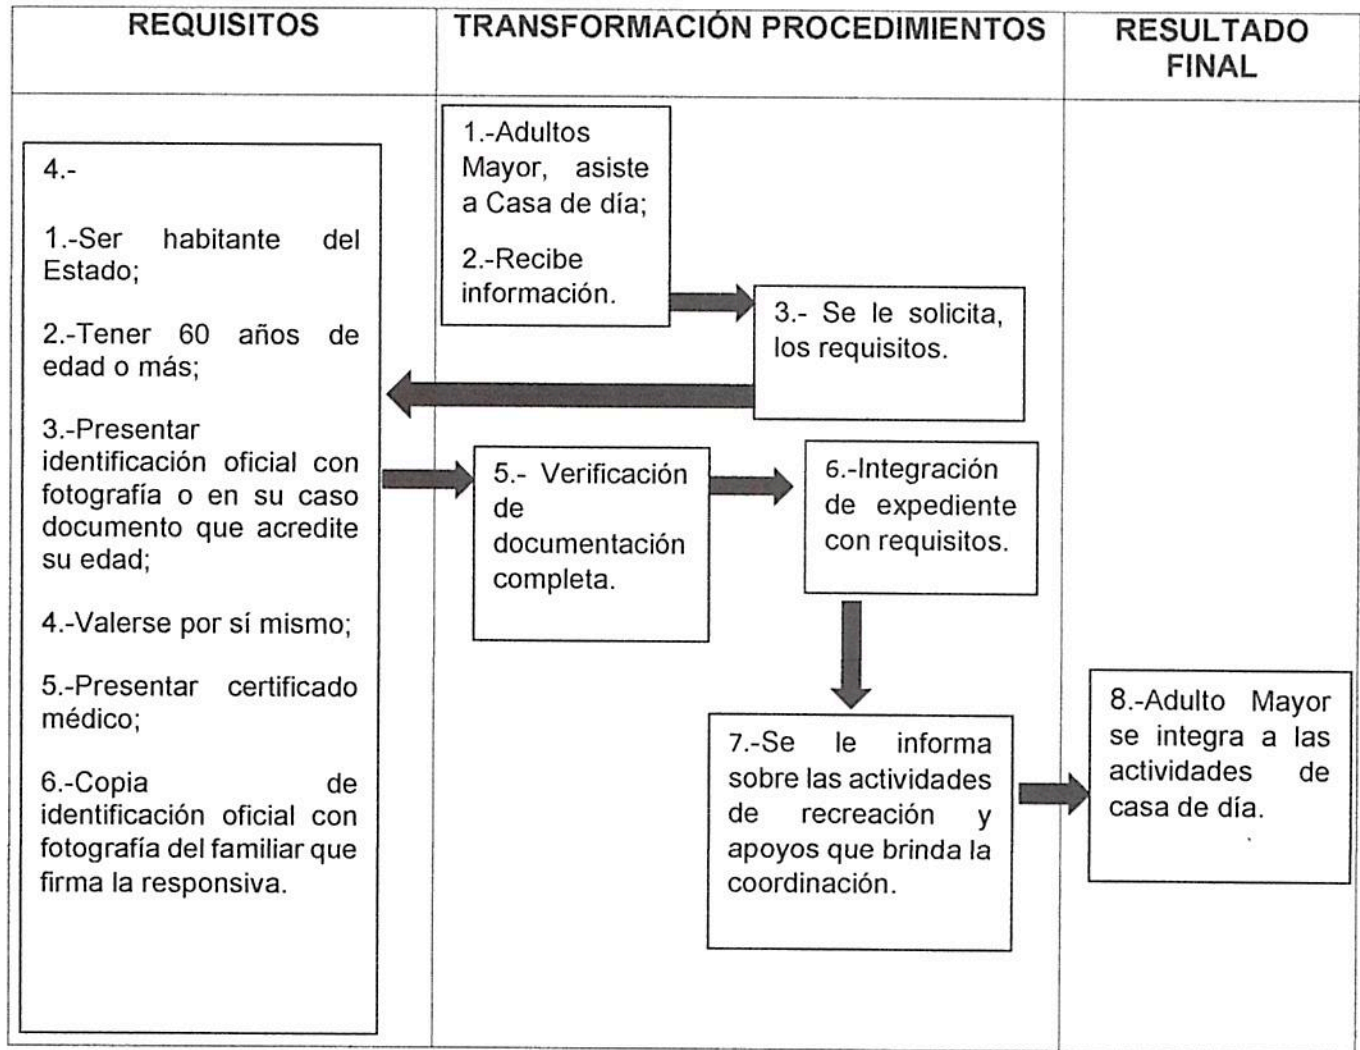 REQUISITOS
TRANSFORMACIÓN PROCEDIMIENTOS
RESULTADO
FINAL
4.-
1.-Ser habitante del
Estado;
2.-Tener 60 años de
edad o más;
3.-Presentar
identificación oficial con
fotografía o en su caso
documento que acredite
su edad;
4.-Valerse por sí mismo;
5.-Presentar certificado
médico;
6.-Copia de
identificación oficial con
fotografía del familiar que
firma la responsiva.
1.-Adultos
Mayor, asiste
a Casa de día;
2.-Recibe
información.
3.- Se le solicita,
los requisitos.
5.- Verificación
de
documentación
completa.
6.-Integración
de expediente
con requisitos.
7.-Se le informa
sobre las actividades
de recreación y
apoyos que brinda la
coordinación.
8.-Adulto Mayor
se integra a las
actividades de
casa de día.